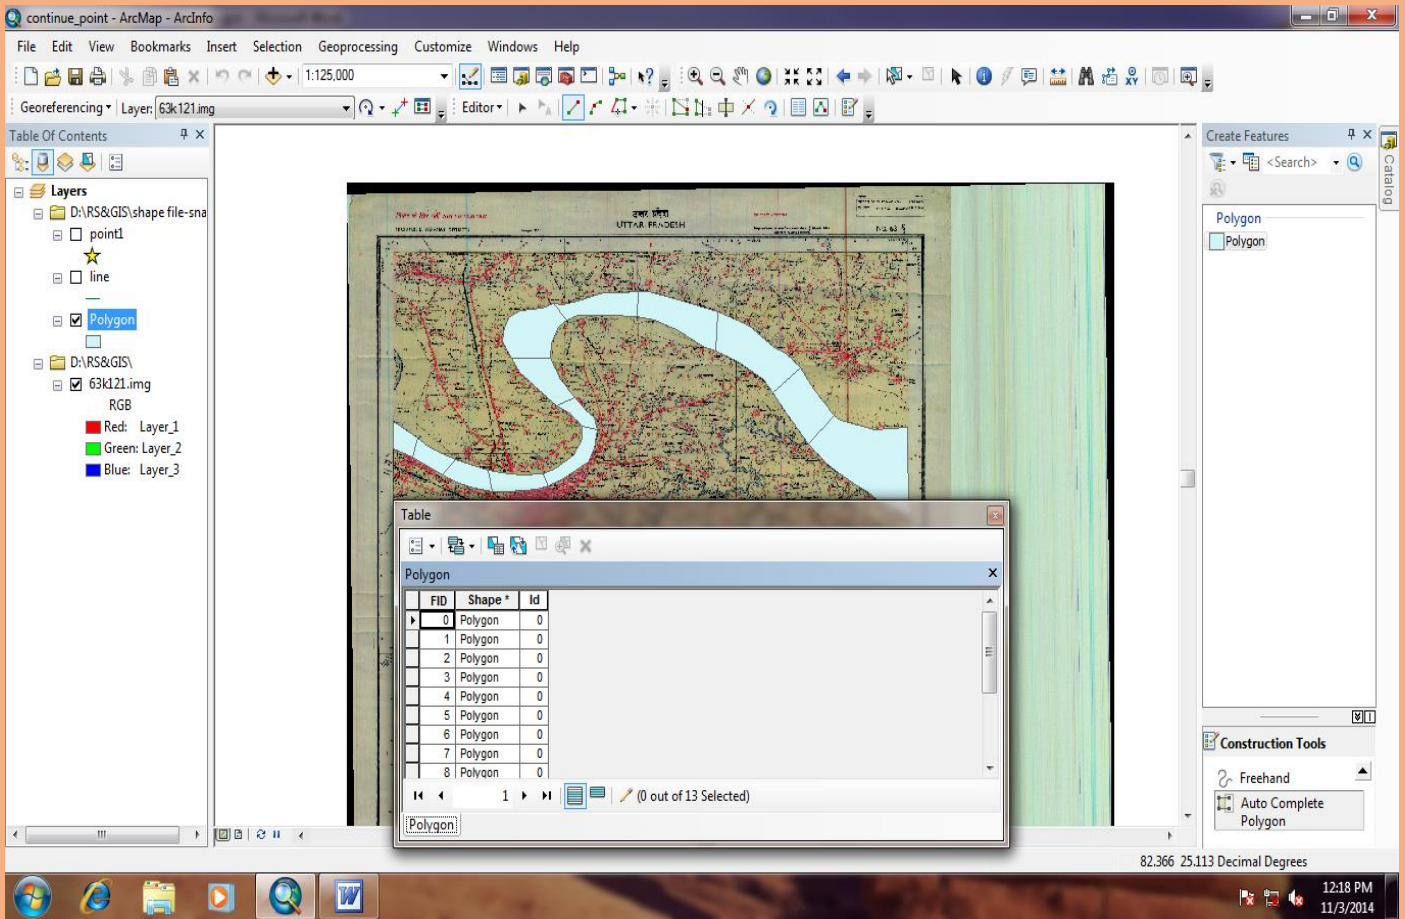 continue_point - ArcMap - ArcInfo
File Edit View Bookmarks Insert Selection Geoprocessing Customize Windows Help
1:125,000
Georeferencing Layer: 63k121.img Editor
Table Of Contents
Layers
D:\RS&GIS\shape file-sna
point1
line
Polygon
D:\RS&GIS\
63k121.img
RGB
Red: Layer_1
Green: Layer_2
Blue: Layer_3
उत्तर प्रदेश
UTTAR PRADESH
Table
Polygon
FID Shape * Id
0 Polygon 0
1 Polygon 0
2 Polygon 0
3 Polygon 0
4 Polygon 0
5 Polygon 0
6 Polygon 0
7 Polygon 0
8 Polygon 0
1 (0 out of 13 Selected)
Polygon
Create Features
<Search>
Polygon
Polygon
Catalog
Construction Tools
Freehand
Auto Complete
Polygon
82.366 25.113 Decimal Degrees
12:18 PM
11/3/2014